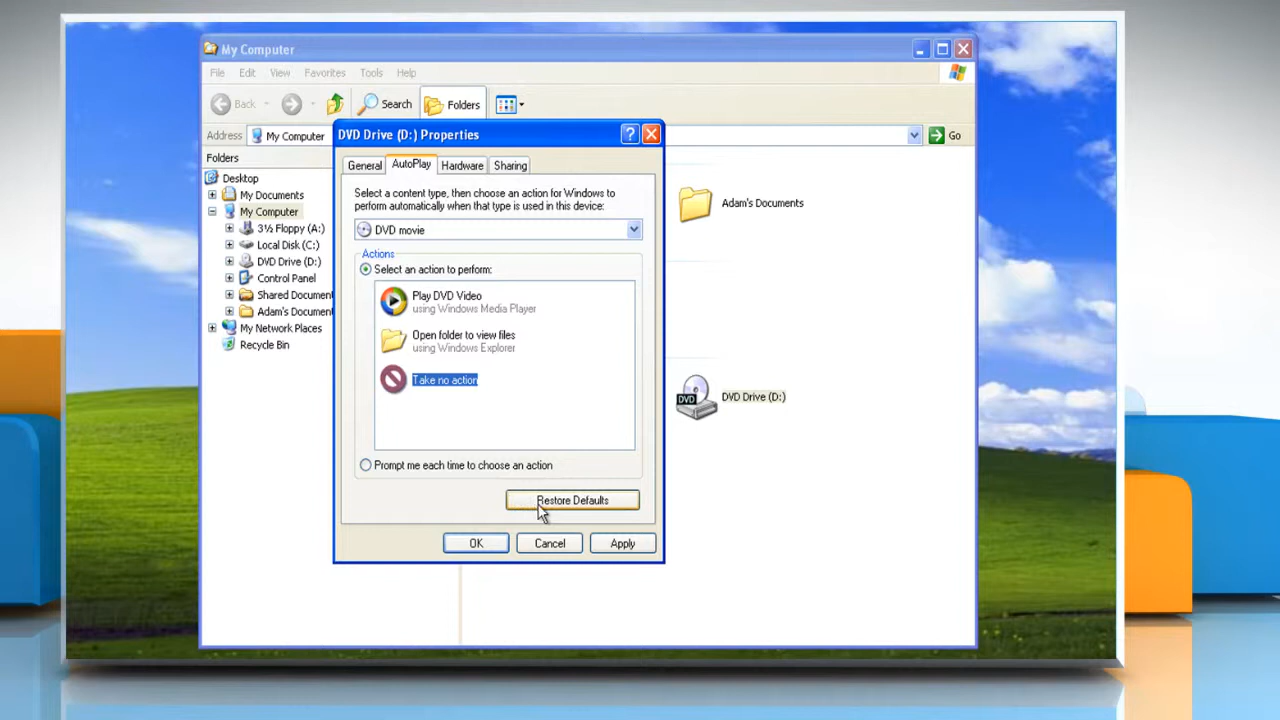 My Computer
File Edit View Favorites Tools Help
Back Search Folders
Address My Computer Go
Folders
Desktop
My Documents
My Computer
3½ Floppy (A:)
Local Disk (C:)
DVD Drive (D:)
Control Panel
Shared Documen
Adam's Documen
My Network Places
Recycle Bin
DVD Drive (D:) Properties
General AutoPlay Hardware Sharing
Select a content type, then choose an action for Windows to
perform automatically when that type is used in this device:
DVD movie
Actions
Select an action to perform:
Play DVD Video
using Windows Media Player
Open folder to view files
using Windows Explorer
Take no action
Prompt me each time to choose an action
Restore Defaults
OK Cancel Apply
Adam's Documents
DVD
DVD Drive (D:)